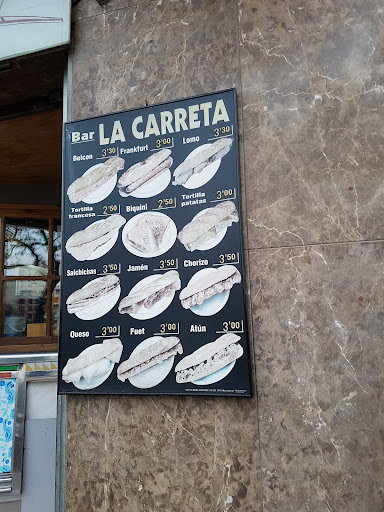 Bar LA CARRETA
Beicon 3'30 Frankfurt 3'00 Lomo 3'30
Tortilla francesa 2'50 Biquini 2'50 Tortilla patatas 3'00
Salchichas 3'50 Jamón 3'50 Chorizo 3'50
Queso 3'00 Fuet 3'00 Atún 3'00